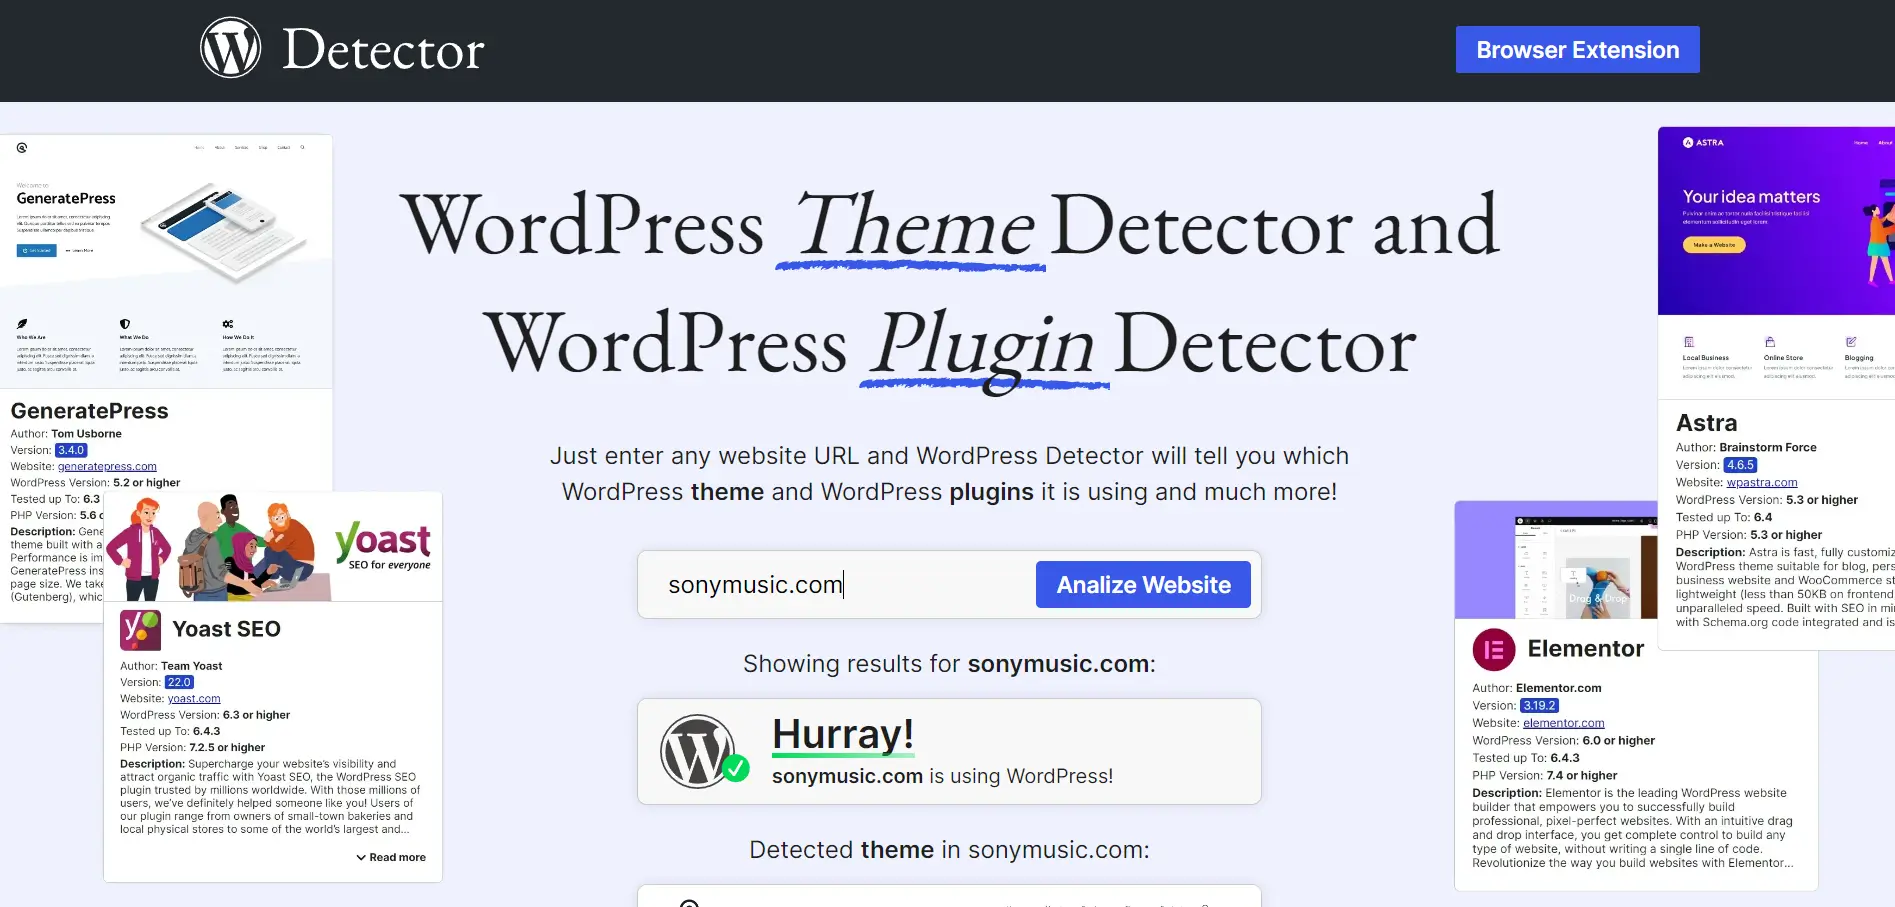 Detector
Browser Extension
WordPress Theme Detector and
WordPress Plugin Detector
Just enter any website URL and WordPress Detector will tell you which
WordPress theme and WordPress plugins it is using and much more!
sonymusic.com
Analize Website
Showing results for sonymusic.com:
Hurray!
sonymusic.com is using WordPress!
Detected theme in sonymusic.com:
Welcome to
GeneratePress
Learn More
Who We Are
What We Do
How We Do It
GeneratePress
Author: Tom Usborne
Version: 3.4.0
Website: generatepress.com
WordPress Version: 5.2 or higher
Tested up To: 6.3
PHP Version: 5.6
Description: Gene
theme built with a
Performance is im
GeneratePress ins
page size. We take
(Gutenberg), whic
yoast
SEO for everyone
Yoast SEO
Author: Team Yoast
Version: 22.0
Website: yoast.com
WordPress Version: 6.3 or higher
Tested up To: 6.4.3
PHP Version: 7.2.5 or higher
Description: Supercharge your website's visibility and
attract organic traffic with Yoast SEO, the WordPress SEO
plugin trusted by millions worldwide. With those millions of
users, we've definitely helped someone like you! Users of
our plugin range from owners of small-town bakeries and
local physical stores to some of the world's largest and...
Read more
ASTRA
Home
About
Your idea matters
Make a Website
Local Business
Online Store
Blogging
Astra
Author: Brainstorm Force
Version: 4.6.5
Website: wpastra.com
WordPress Version: 5.3 or higher
Tested up To: 6.4
PHP Version: 5.3 or higher
Description: Astra is fast, fully customiz
WordPress theme suitable for blog, pers
business website and WooCommerce st
lightweight (less than 50KB on frontend
unparalleled speed. Built with SEO in mi
with Schema.org code integrated and is
Drag & Drop
Elementor
Author: Elementor.com
Version: 3.19.2
Website: elementor.com
WordPress Version: 6.0 or higher
Tested up To: 6.4.3
PHP Version: 7.4 or higher
Description: Elementor is the leading WordPress website
builder that empowers you to successfully build
professional, pixel-perfect websites. With an intuitive drag
and drop interface, you get complete control to build any
type of website, without writing a single line of code.
Revolutionize the way you build websites with Elementor...